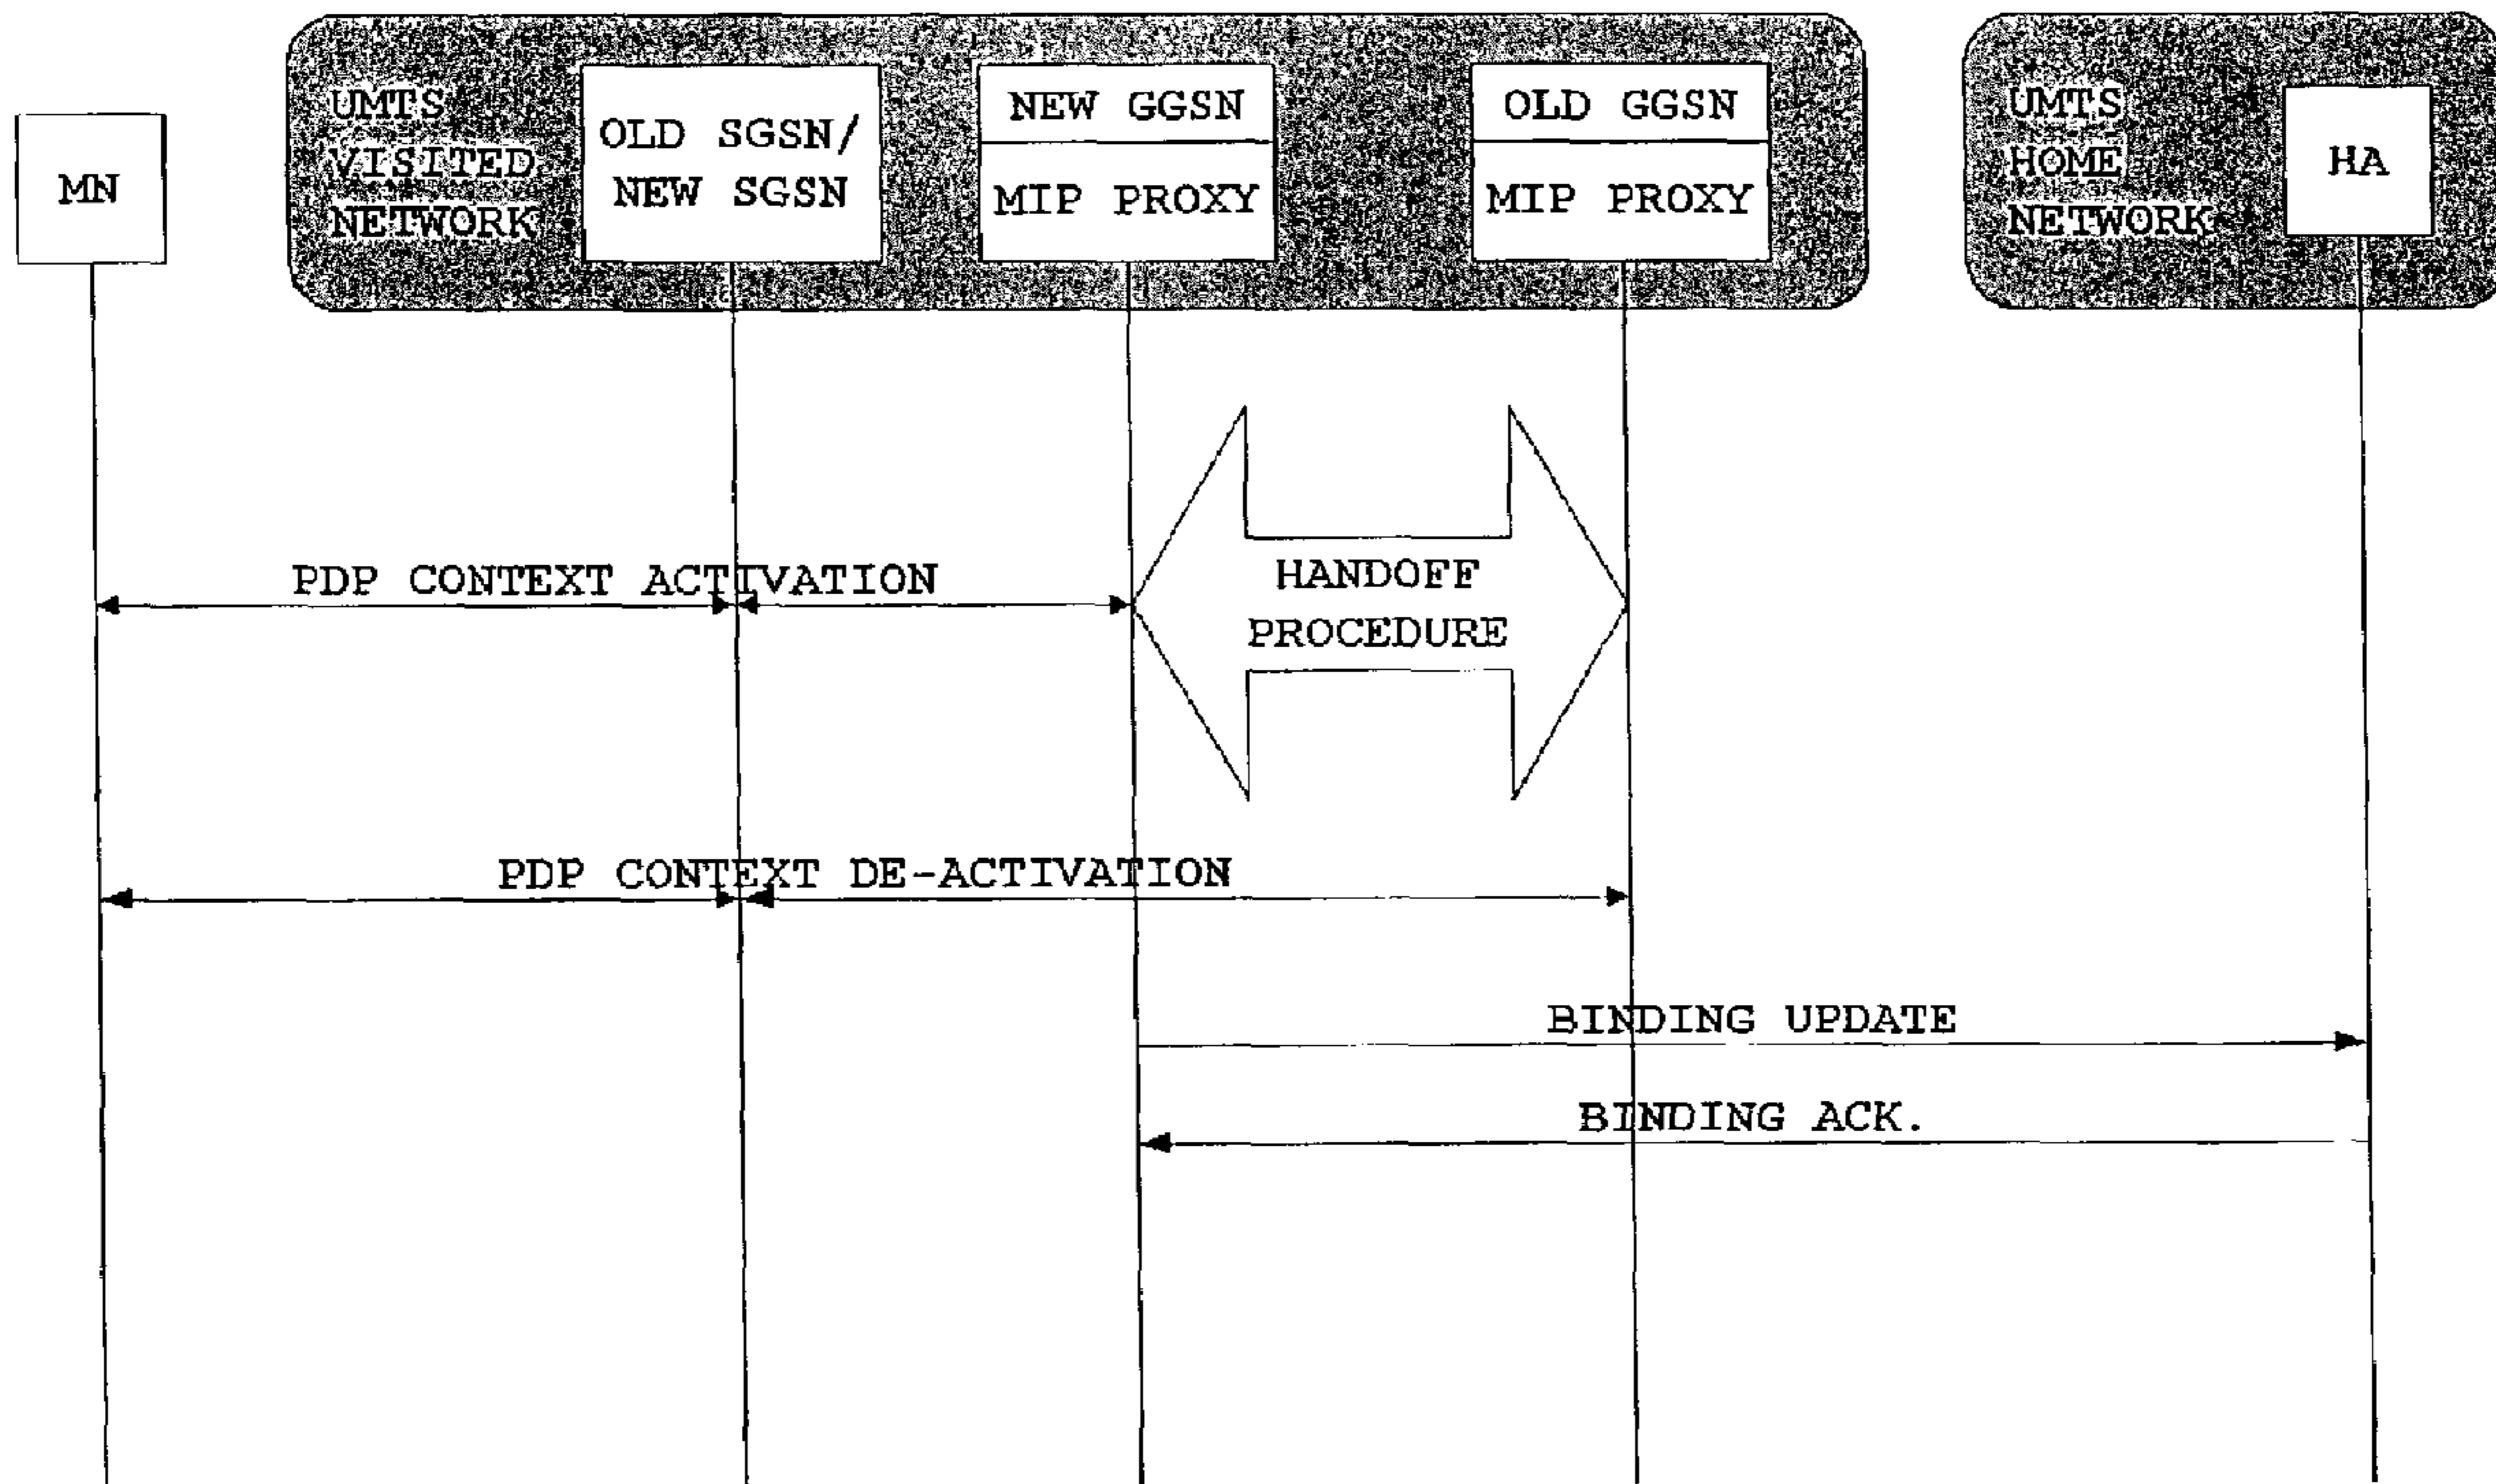 MN
UMTS
VISITED
NETWORK
OLD SGSN/
NEW SGSN
NEW GGSN
MIP PROXY
OLD GGSN
MIP PROXY
UMTS
HOME
NETWORK
HA
PDP CONTEXT ACTIVATION
HANDOFF
PROCEDURE
PDP CONTEXT DE-ACTIVATION
BINDING UPDATE
BINDING ACK.